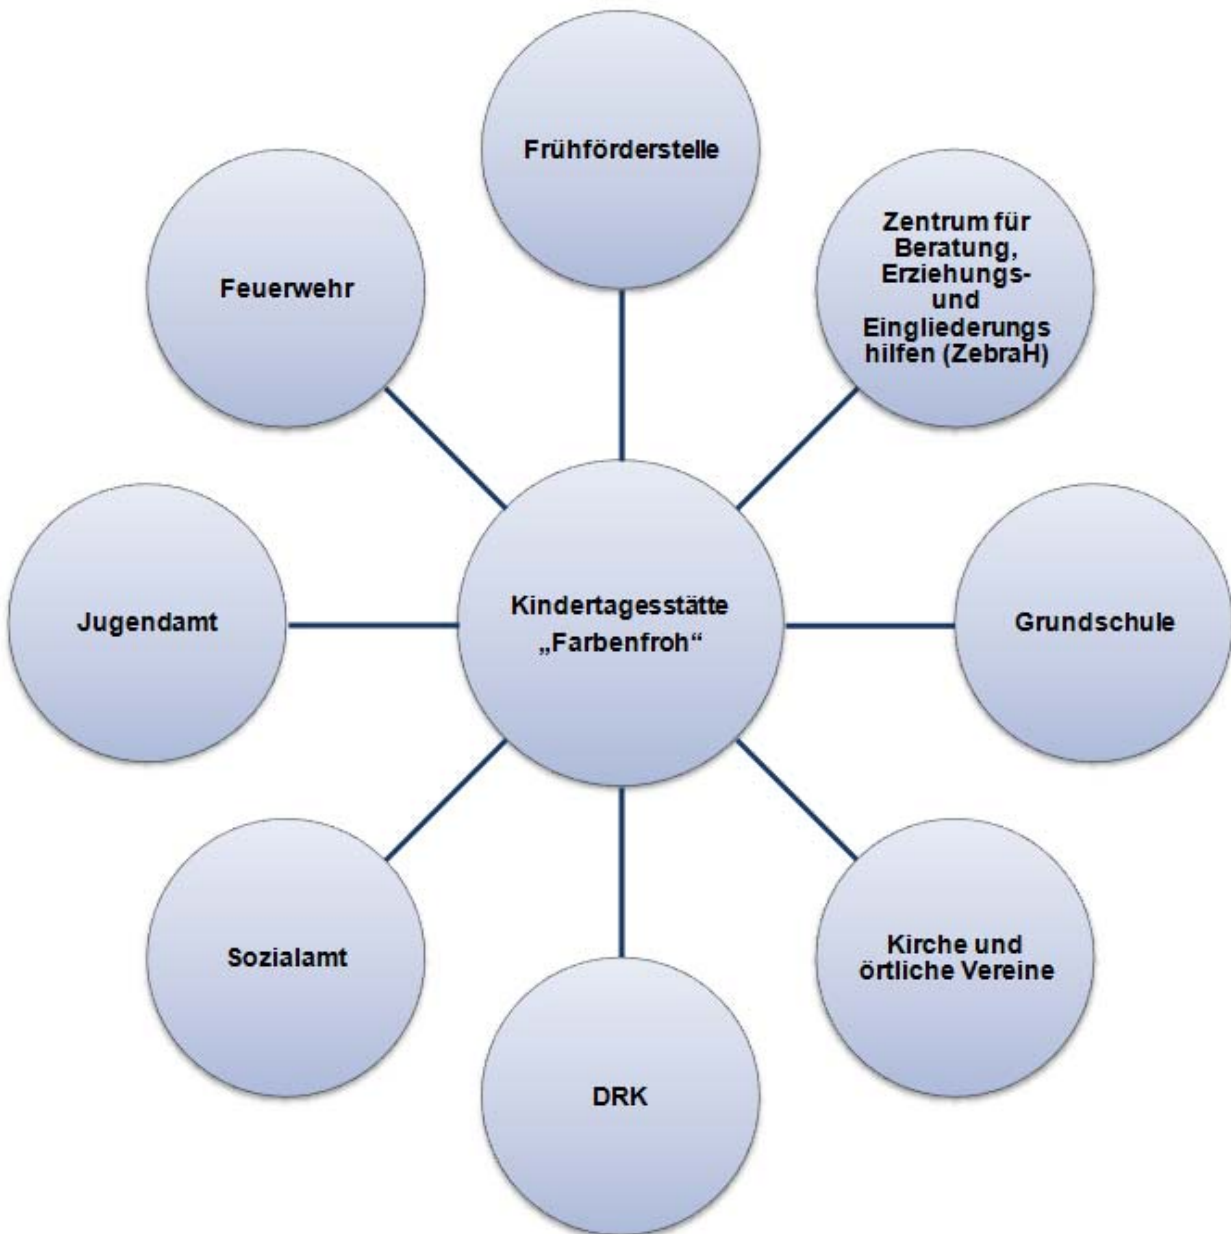 Frühförderstelle
Zentrum für
Beratung,
Erziehungs-
und
Eingliederungs
hilfen (ZebraH)
Feuerwehr
Kindertagesstätte
„Farbenfroh“
Jugendamt
Grundschule
Sozialamt
Kirche und
örtliche Vereine
DRK